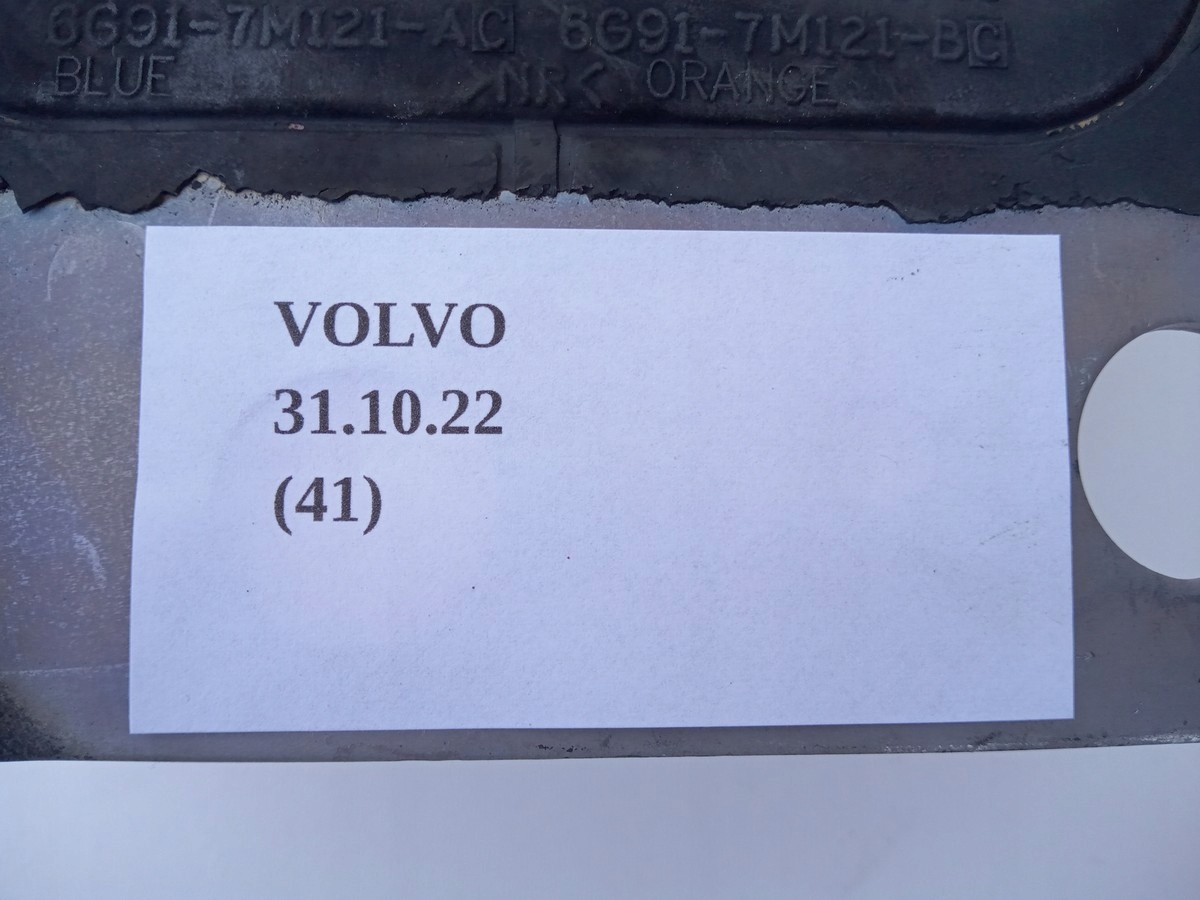 6G91-7M121-AC 6G91-7M121-BC
BLUE >NR< ORANGE
VOLVO
31.10.22
(41)